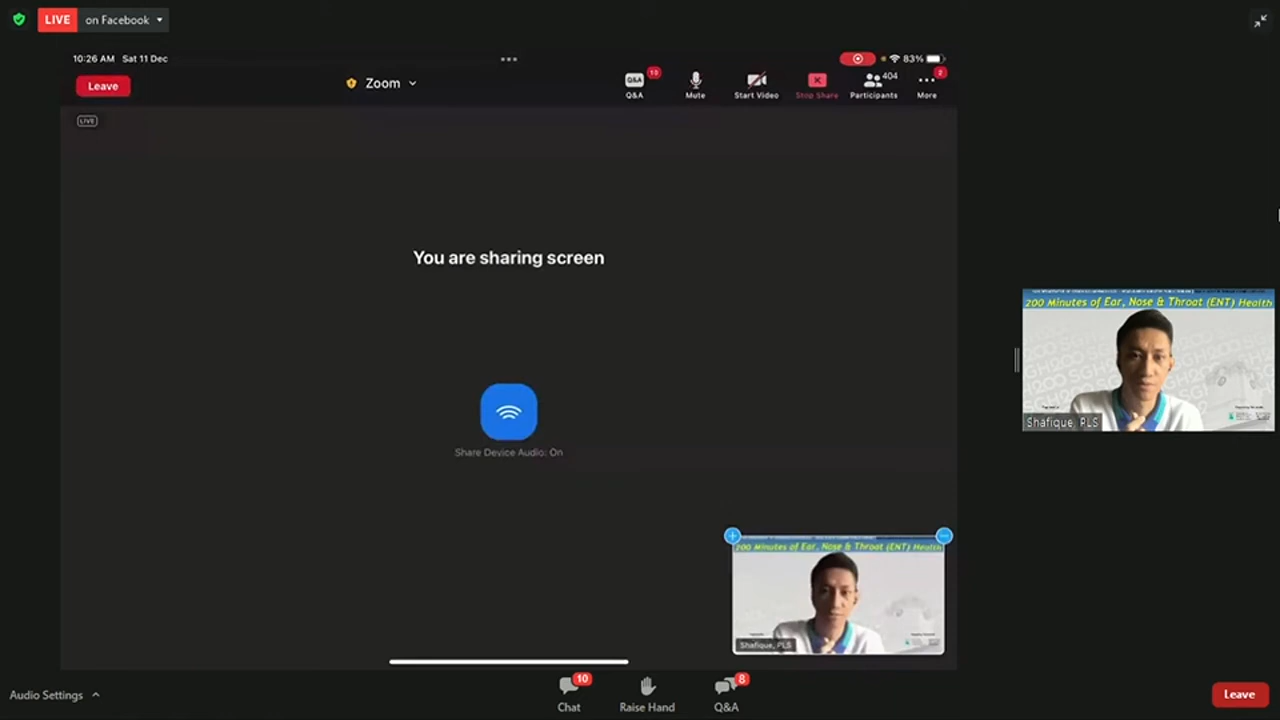 LIVE on Facebook
10:26 AM Sat 11 Dec
83%
Leave
Zoom
Q&A
10
Q&A
Mute
Start Video
Stop Share
404
Participants
2
More
LIVE
You are sharing screen
Share Device Audio: On
200 Minutes of Ear, Nose & Throat (ENT) Health
Shafique, PLS
200 Minutes of Ear, Nose & Throat (ENT) Health
SGH200
Shafique, PLS
Audio Settings
10
Chat
Raise Hand
8
Q&A
Leave